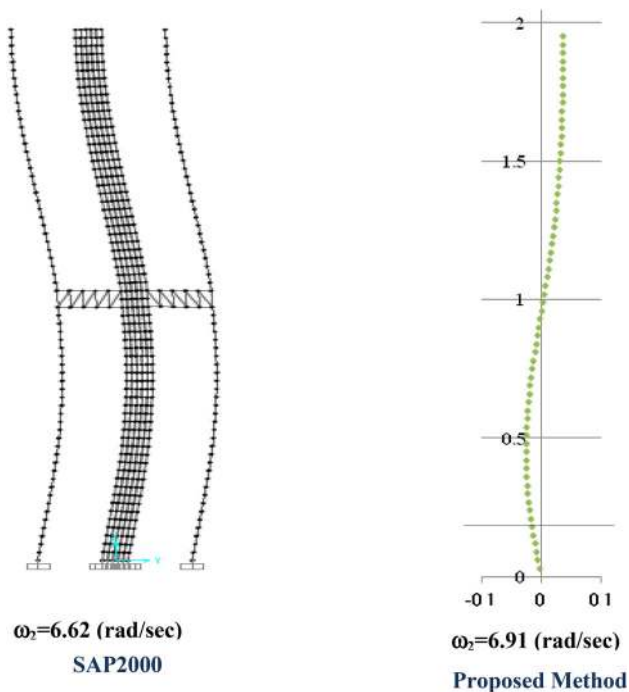 2
1.5
1
0.5
0
-0 1 0 0 1
Y
ω₂=6.62 (rad/sec)
SAP2000
ω₂=6.91 (rad/sec)
Proposed Method